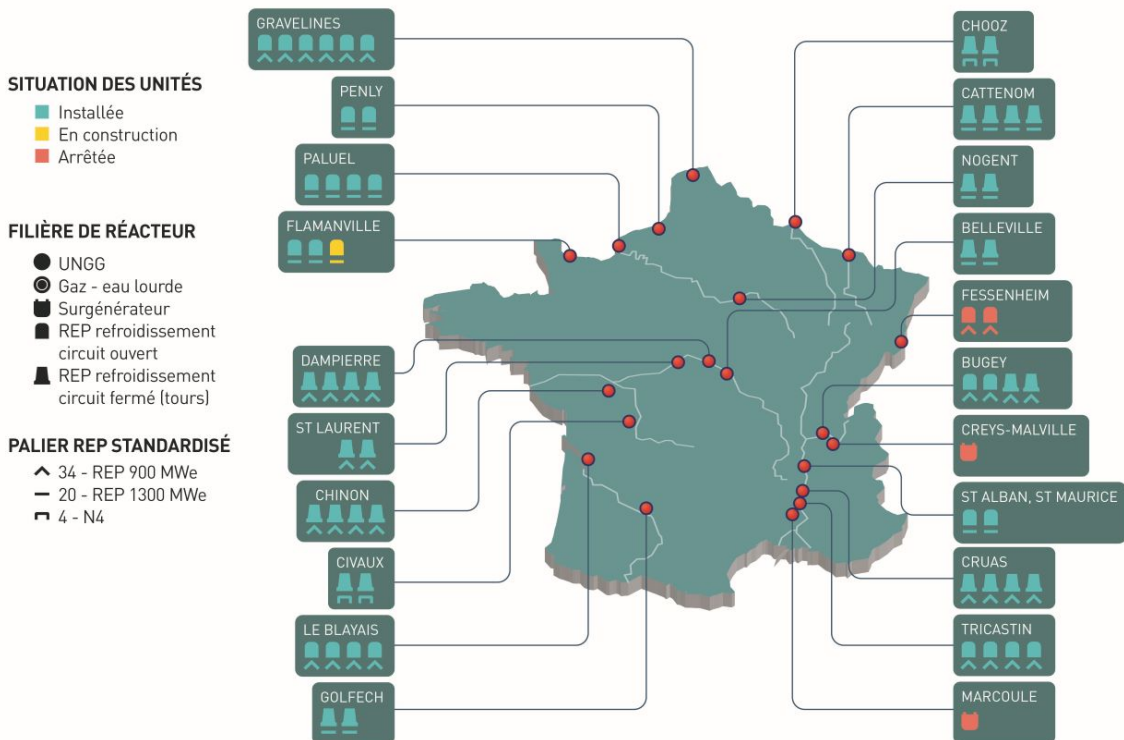 SITUATION DES UNITÉS
Installée
En construction
Arrêtée
FILIÈRE DE RÉACTEUR
UNGG
Gaz - eau lourde
Surgénérateur
REP refroidissement
circuit ouvert
REP refroidissement
circuit fermé (tours)
PALIER REP STANDARDISÉ
34 - REP 900 MWe
20 - REP 1300 MWe
4 - N4
GRAVELINES
PENLY
PALUEL
FLAMANVILLE
DAMPIERRE
ST LAURENT
CHINON
CIVAUX
LE BLAYAIS
GOLFECH
CHOOZ
CATTENOM
NOGENT
BELLEVILLE
FESSENHEIM
BUGEY
CREYS-MALVILLE
ST ALBAN, ST MAURICE
CRUAS
TRICASTIN
MARCOULE